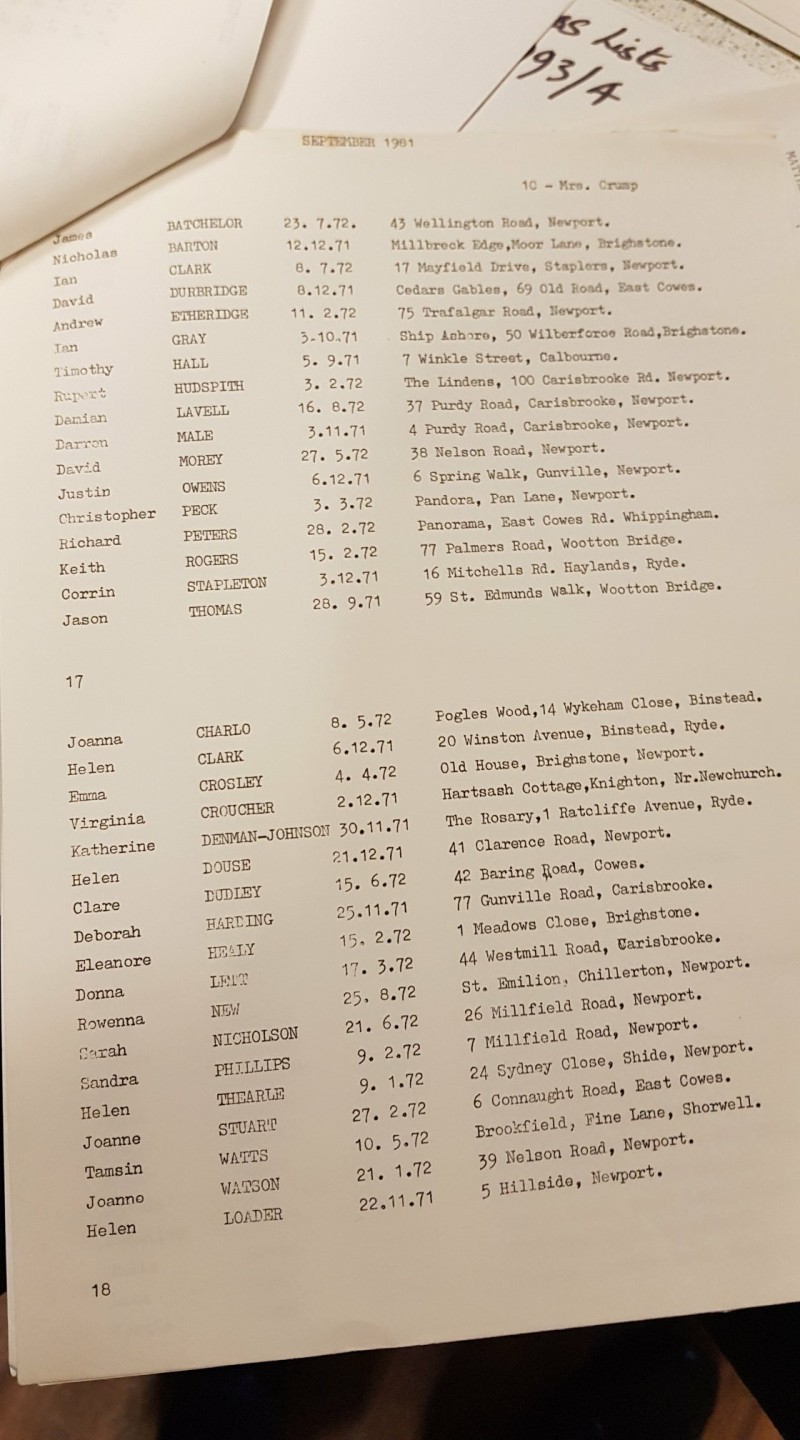 as Lists
93/4
SEPTEMBER 1981
1C - Mrs. Crump
James BATCHELOR 23. 7.72. 43 Wellington Road, Newport.
Nicholas BARTON 12.12.71 Millbreck Edge,Moor Lane, Brighstone.
Ian CLARK 8. 7.72 17 Mayfield Drive, Staplers, Newport.
David DURBRIDGE 8.12.71 Cedars Gables, 69 Old Road, East Cowes.
Andrew ETHERIDGE 11. 2.72 75 Trafalgar Road, Newport.
Ian GRAY 3-10.71 Ship Ashore, 50 Wilberforce Road,Brighstone.
Timothy HALL 5. 9.71 7 Winkle Street, Calbourne.
Rupert HUDSPITH 3. 2.72 The Lindens, 100 Carisbrooke Rd. Newport.
Damian LAVELL 16. 8.72 37 Purdy Road, Carisbrooke, Newport.
Darron MALE 3.11.71 4 Purdy Road, Carisbrooke, Newport.
David MOREY 27. 5.72 38 Nelson Road, Newport.
Justin OWENS 6.12.71 6 Spring Walk, Gunville, Newport.
Christopher PECK 3. 3.72 Pandora, Pan Lane, Newport.
Richard PETERS 28. 2.72 Panorama, East Cowes Rd. Whippingham.
Keith ROGERS 15. 2.72 77 Palmers Road, Wootton Bridge.
Corrin STAPLETON 3.12.71 16 Mitchells Rd. Haylands, Ryde.
Jason THOMAS 28. 9.71 59 St. Edmunds Walk, Wootton Bridge.
17
Joanna CHARLO 8. 5.72 Pogles Wood,14 Wykeham Close, Binstead.
Helen CLARK 6.12.71 20 Winston Avenue, Binstead, Ryde.
Emma CROSLEY 4. 4.72 Old House, Brighstone, Newport.
Virginia CROUCHER 2.12.71 Hartsash Cottage,Knighton, Nr.Newchurch.
Katherine DENMAN-JOHNSON 30.11.71 The Rosary,1 Ratcliffe Avenue, Ryde.
Helen DOUSE 21.12.71 41 Clarence Road, Newport.
Clare DUDLEY 15. 6.72 42 Baring Road, Cowes.
Deborah HARDING 25.11.71 77 Gunville Road, Carisbrooke.
Eleanore HEALY 15. 2.72 1 Meadows Close, Brighstone.
Donna LETT 17. 3.72 44 Westmill Road, Carisbrooke.
Rowenna NEW 25. 8.72 St. Emilion, Chillerton, Newport.
Sarah NICHOLSON 21. 6.72 26 Millfield Road, Newport.
Sandra PHILLIPS 9. 2.72 7 Millfield Road, Newport.
Helen THEARLE 9. 1.72 24 Sydney Close, Shide, Newport.
Joanne STUART 27. 2.72 6 Connaught Road, East Cowes.
Tamsin WATTS 10. 5.72 Brookfield, Fine Lane, Shorwell.
Joanne WATSON 21. 1.72 39 Nelson Road, Newport.
Helen LOADER 22.11.71 5 Hillside, Newport.
18